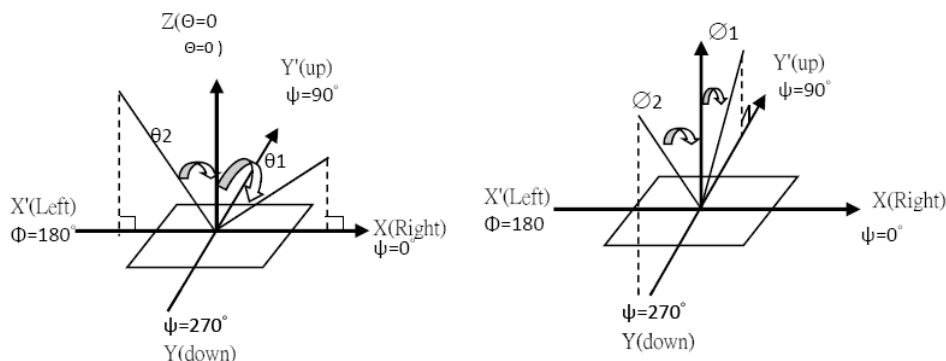 Z(Θ=0
Θ=0 )
Y'(up)
ψ=90°
θ2
θ1
X'(Left)
Φ=180°
X(Right)
ψ=0°
ψ=270°
Y(down)
∅1
Y'(up)
ψ=90°
∅2
X'(Left)
Φ=180
X(Right)
ψ=0°
ψ=270°
Y(down)